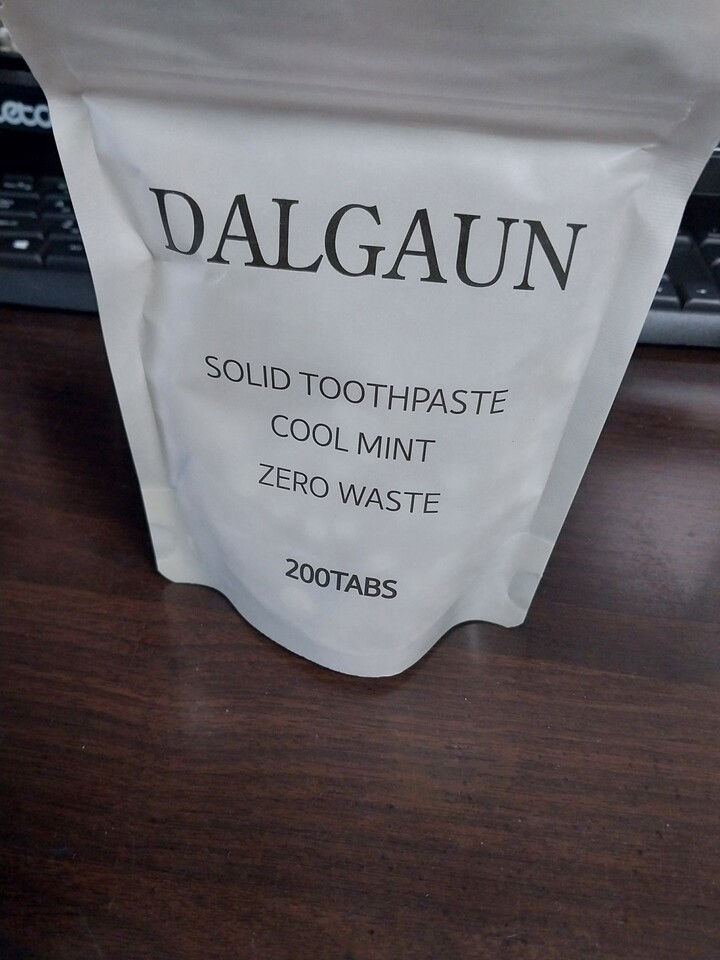 DALGAUN
SOLID TOOTHPASTE
COOL MINT
ZERO WASTE
200TABS